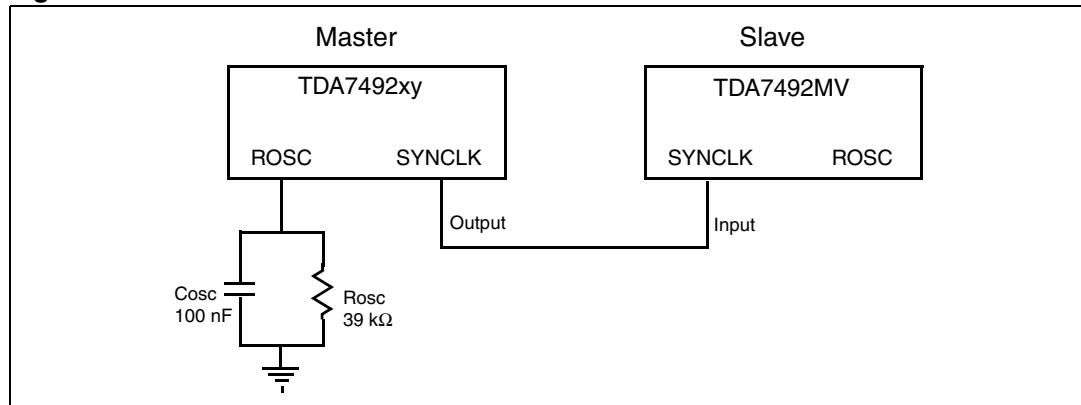 Master
Slave
TDA7492xy
TDA7492MV
ROSC
SYNCLK
SYNCLK
ROSC
Output
Input
Cosc
100 nF
Rosc
39 kΩ